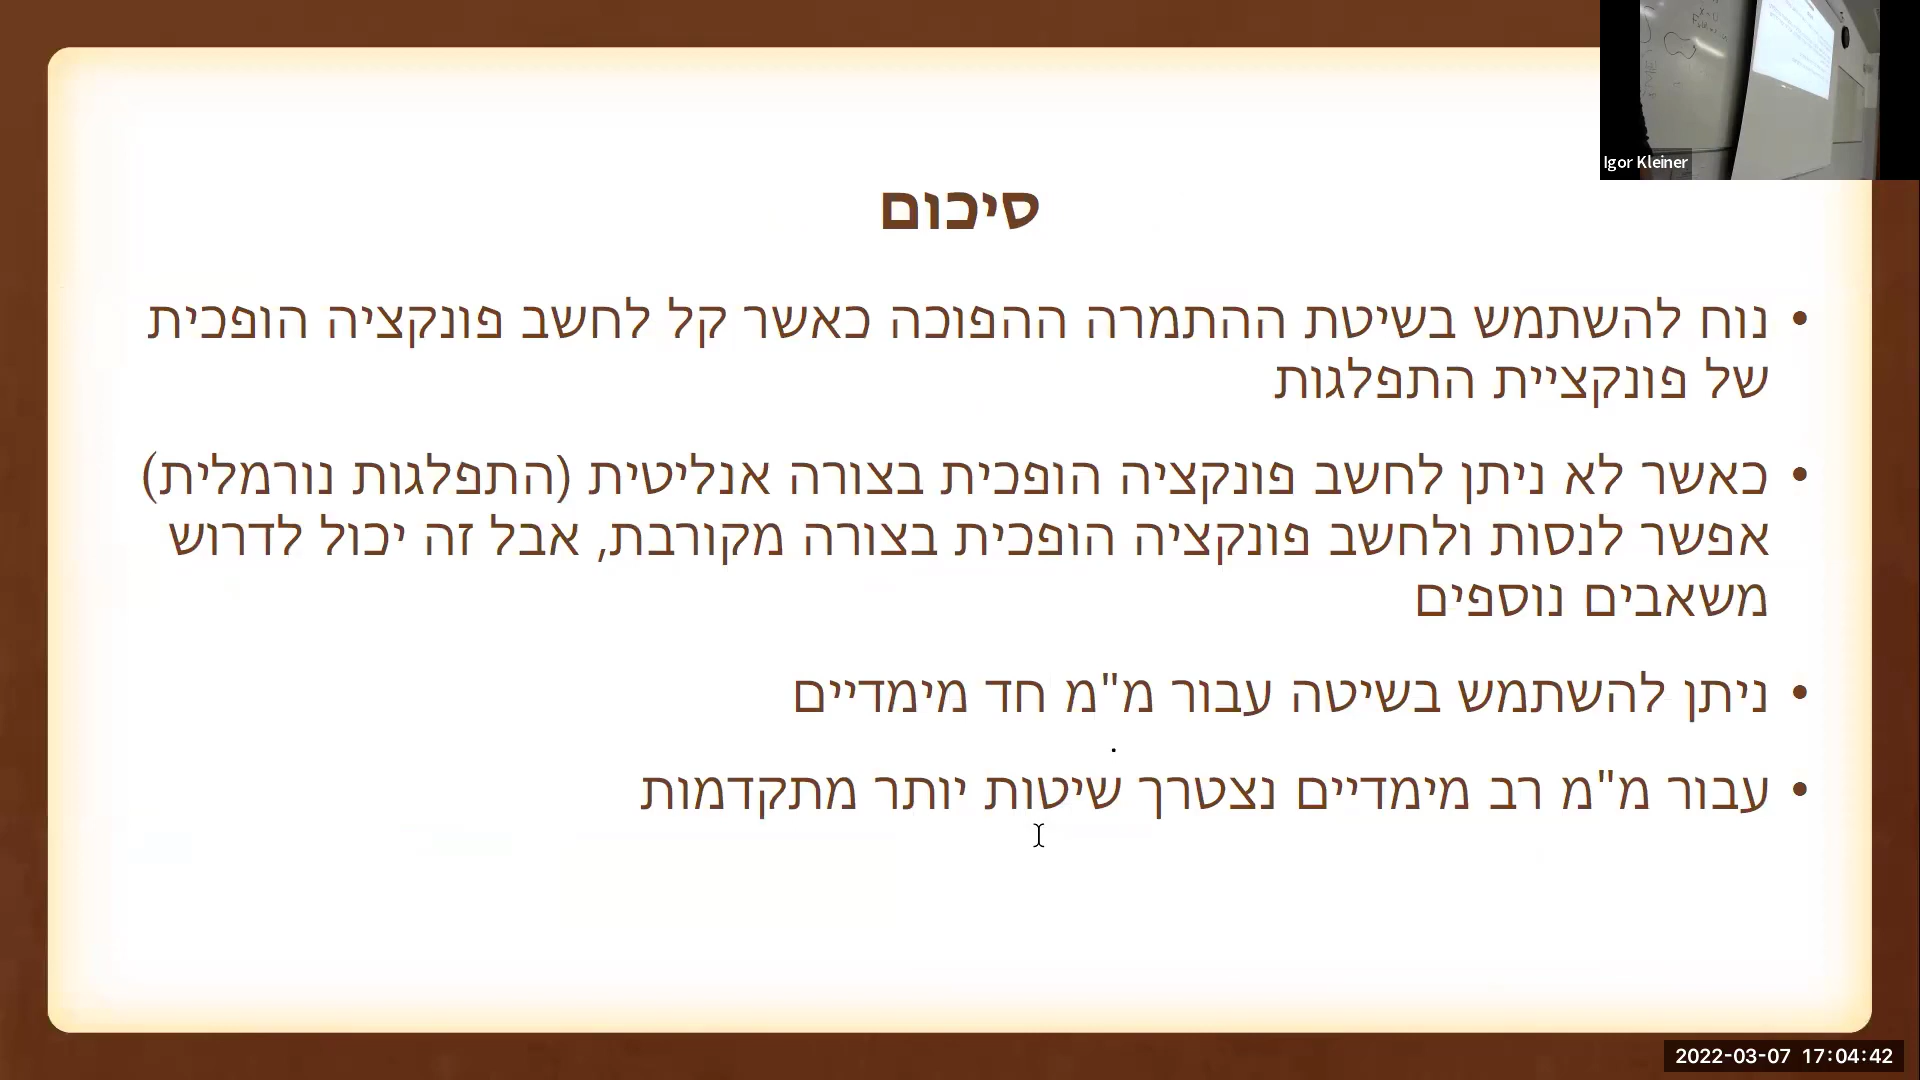 סיכום
• נוח להשתמש בשיטת ההתמרה ההפוכה כאשר קל לחשב פונקציה הופכית
של פונקציית התפלגות
• כאשר לא ניתן לחשב פונקציה הופכית בצורה אנליטית (התפלגות נורמלית)
אפשר לנסות ולחשב פונקציה הופכית בצורה מקורבת, אבל זה יכול לדרוש
משאבים נוספים
• ניתן להשתמש בשיטה עבור מ"מ חד מימדיים
• עבור מ"מ רב מימדיים נצטרך שיטות יותר מתקדמות
Igor Kleiner
2022-03-07 17:04:42